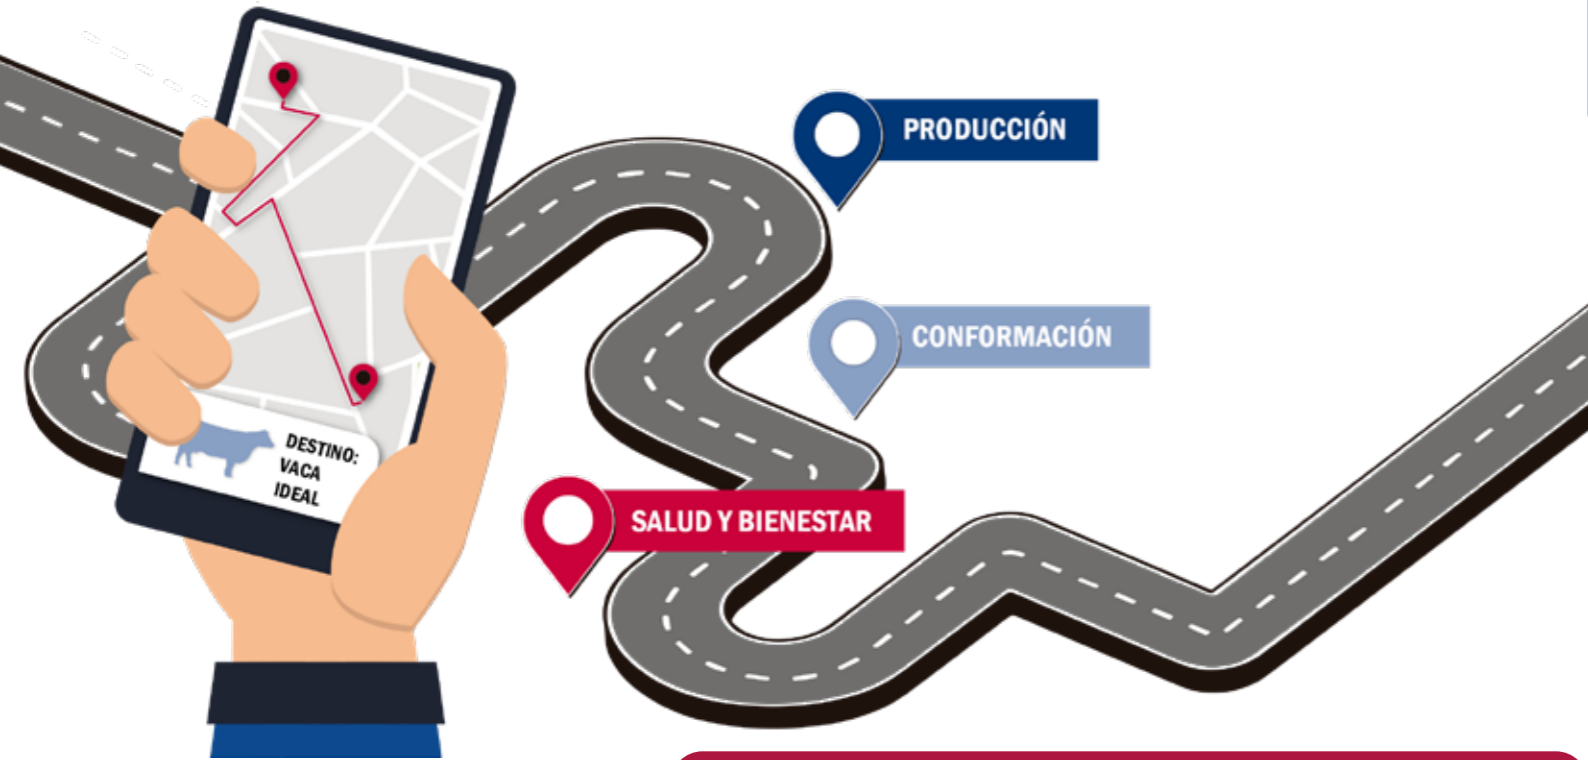 PRODUCCIÓN
CONFORMACIÓN
DESTINO:
VACA
IDEAL
SALUD Y BIENESTAR